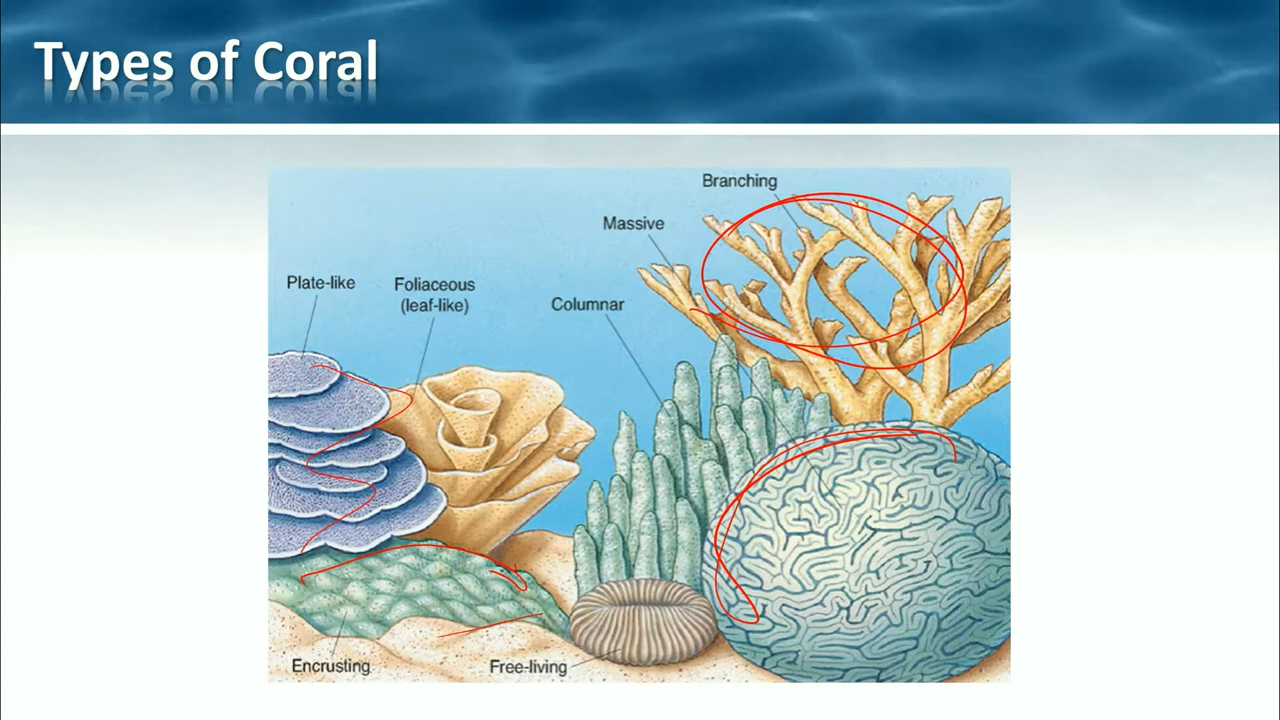 Types of Coral
Branching
Massive
Plate-like
Foliaceous
(leaf-like)
Columnar
Encrusting
Free-living